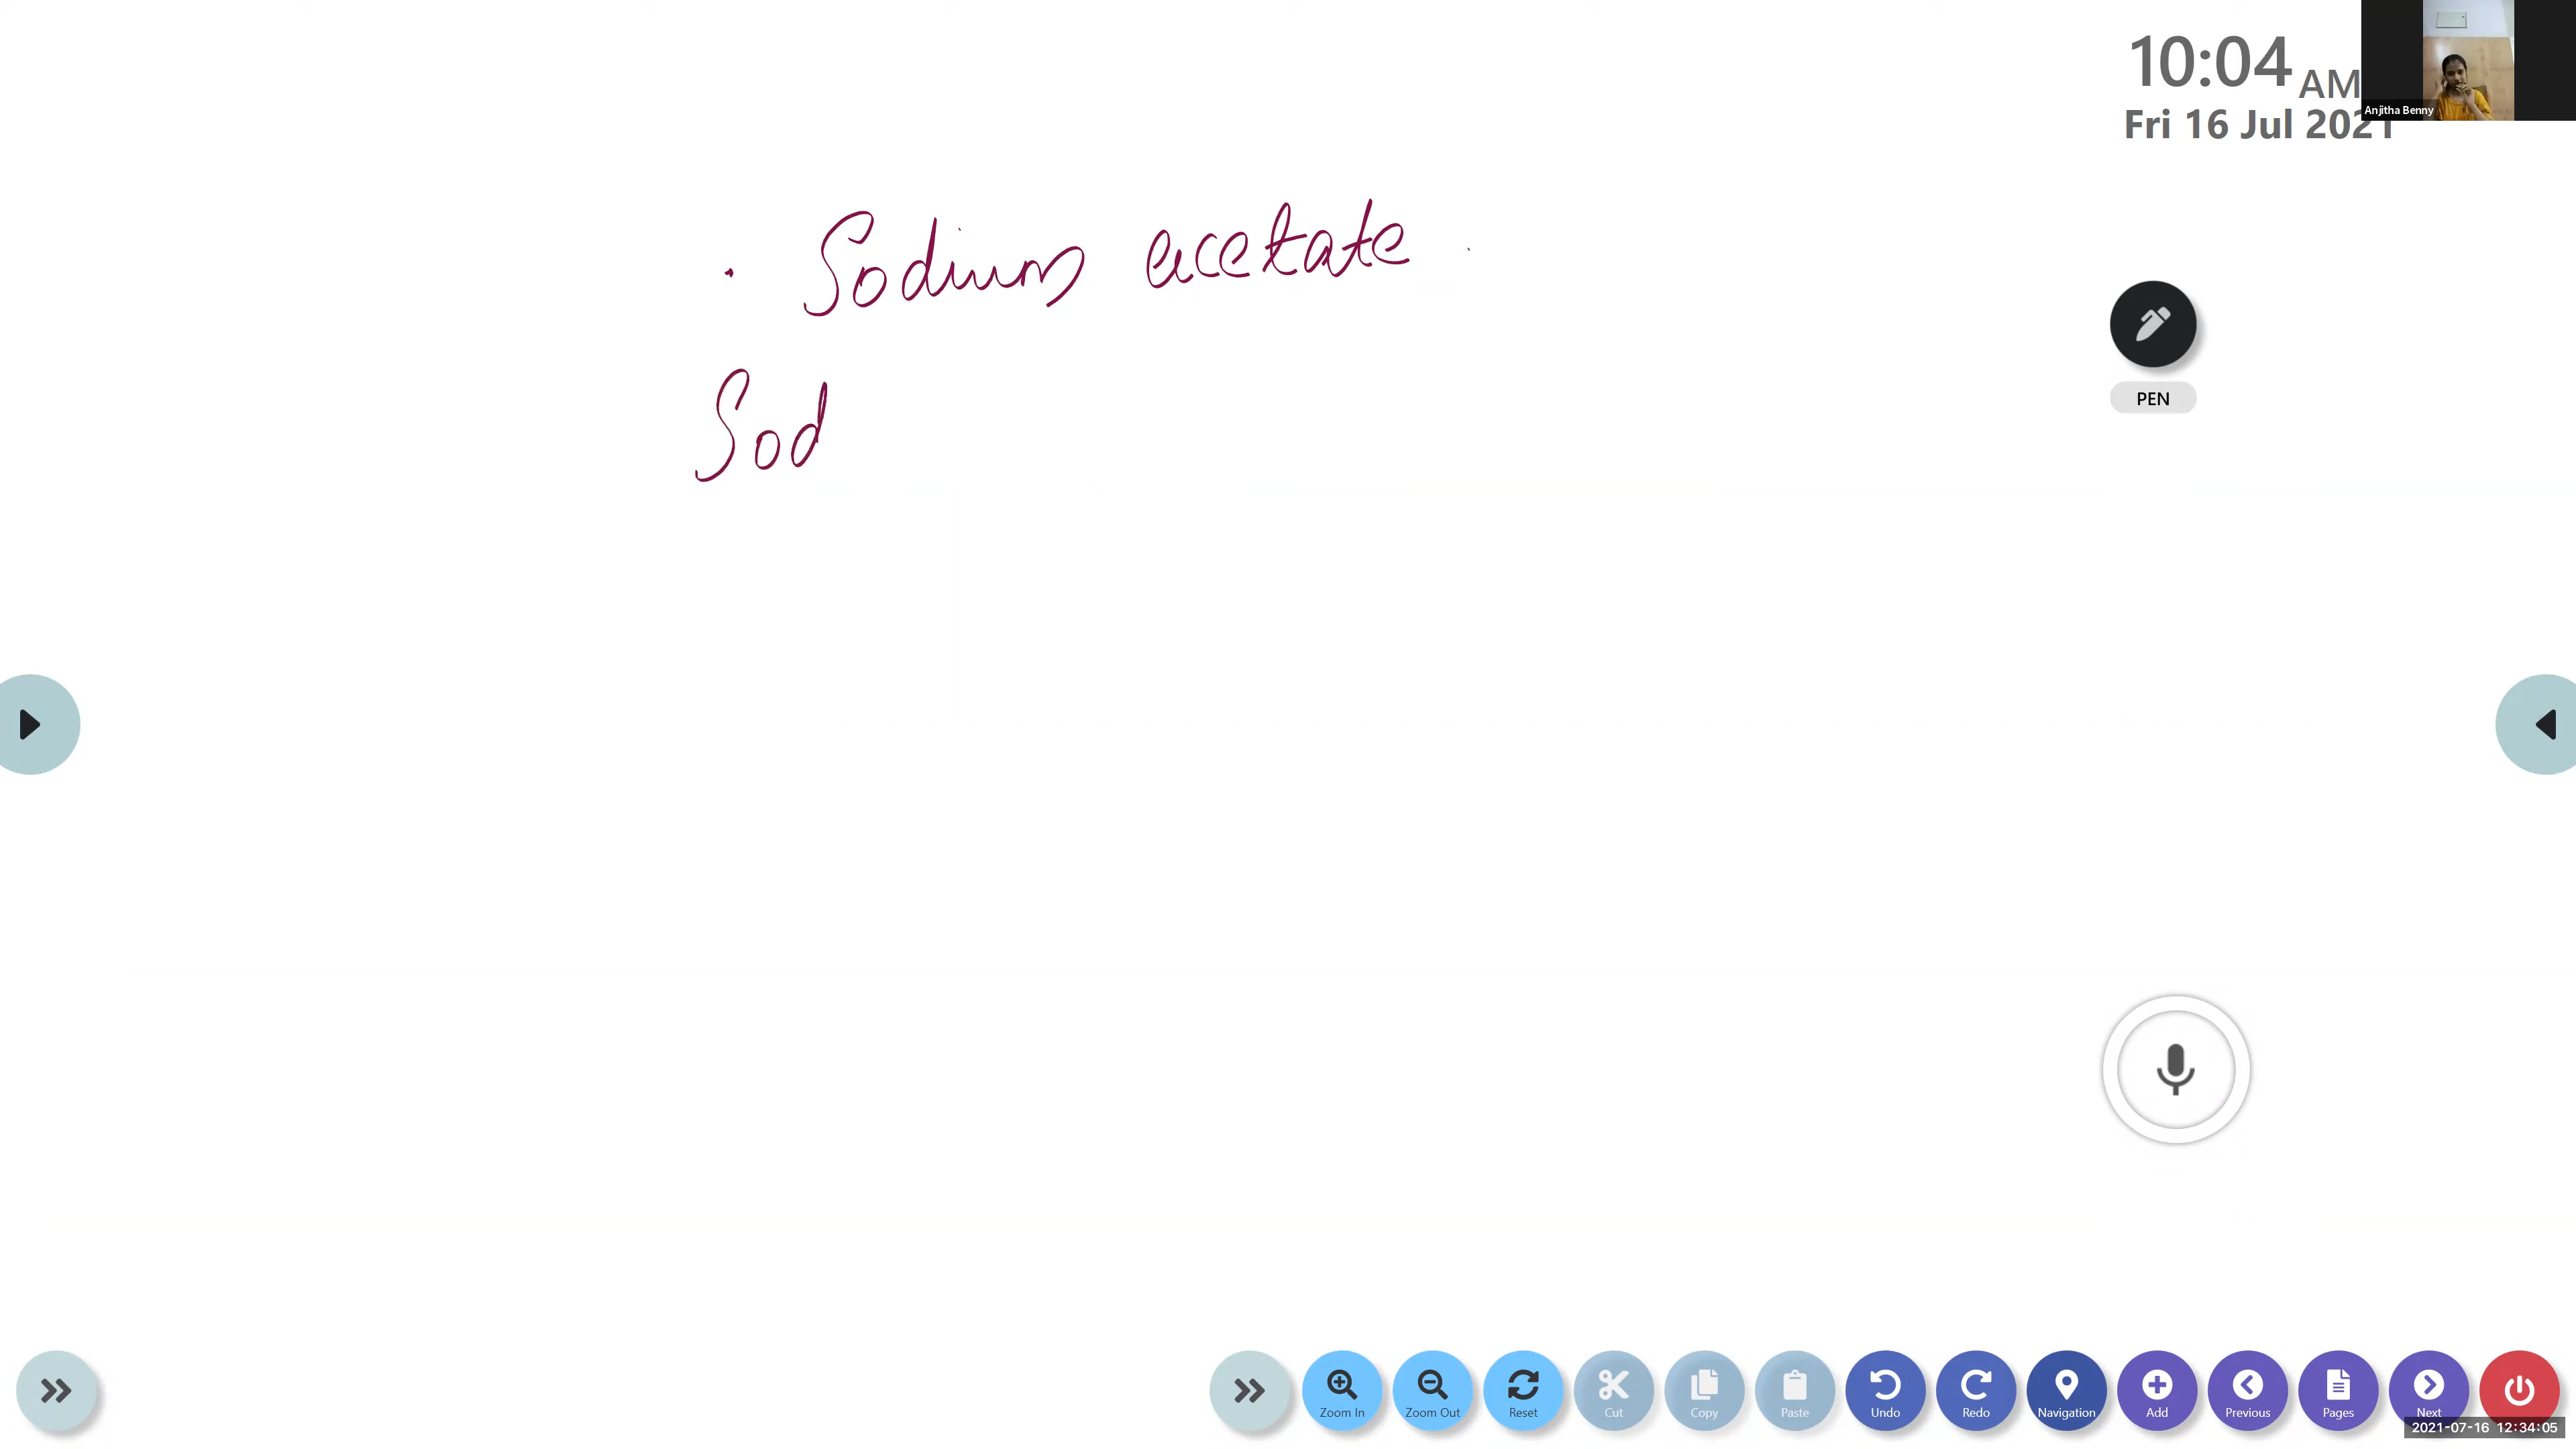 10:04 AM
Anjitha Benny
Fri 16 Jul 2021
. Sodium acetate .
Sod
PEN
Zoom In Zoom Out Reset Cut Copy Paste Undo Redo Navigation Add Previous Pages Next
2021-07-16 12:34:05